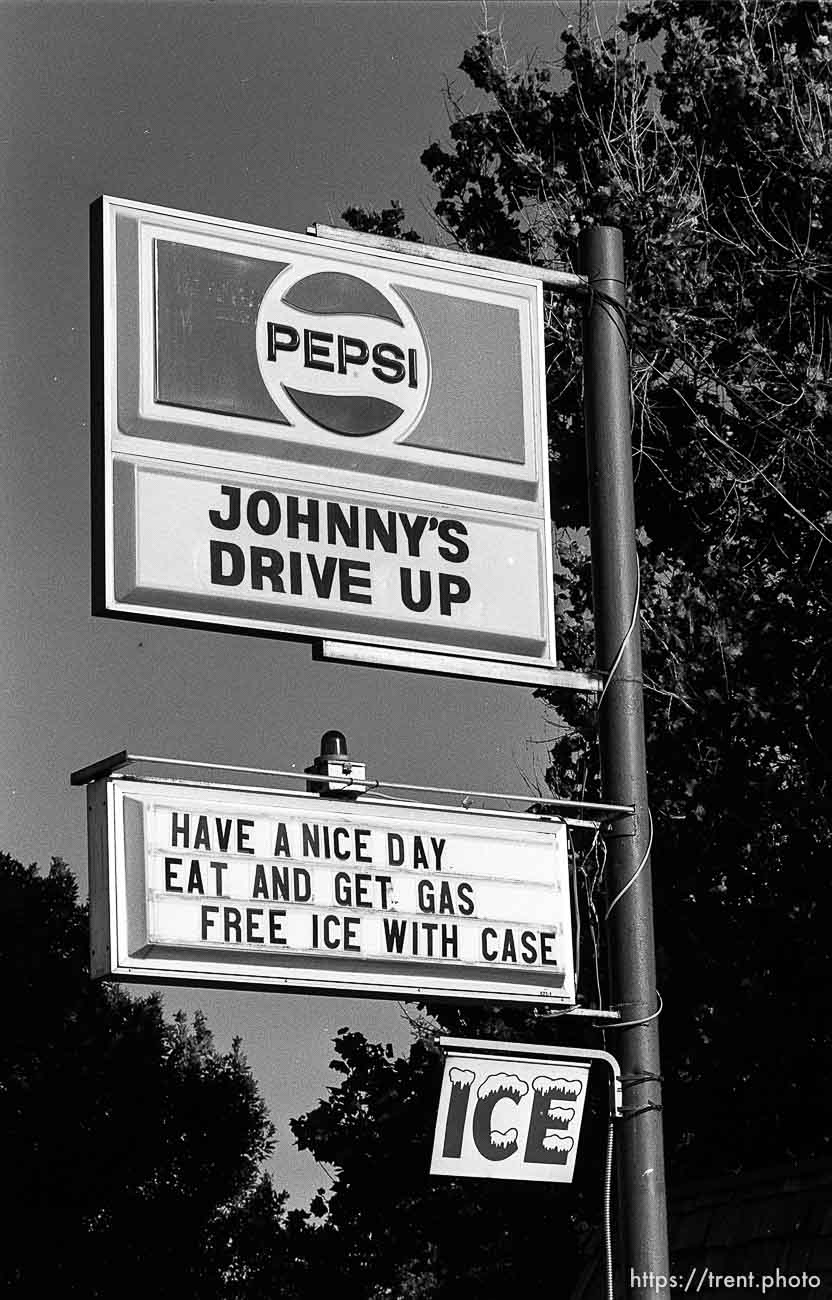 PEPSI
JOHNNY'S
DRIVE UP
HAVE A NICE DAY
EAT AND GET GAS
FREE ICE WITH CASE
ICE
https://trent.photo